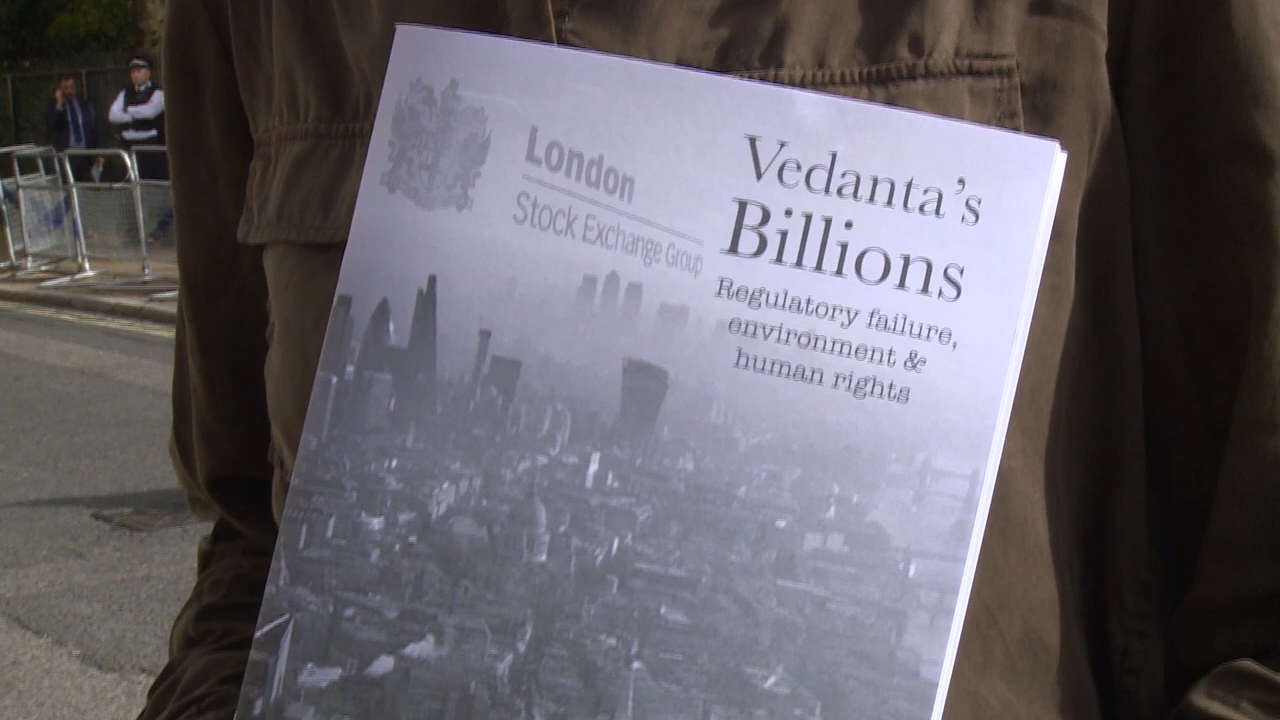 London
Stock Exchange Group
Vedanta's
Billions
Regulatory failure,
environment &
human rights